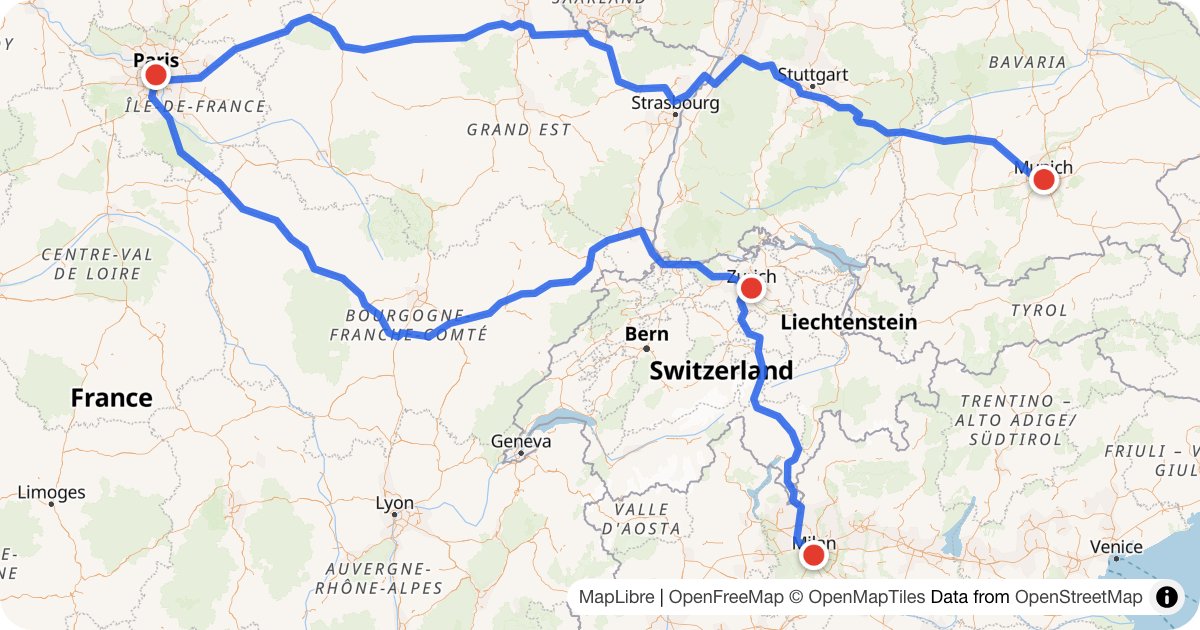 SAARLAND
Paris
ÎLE-DE-FRANCE
GRAND EST
Strasbourg
Stuttgart
BAVARIA
Munich
CENTRE-VAL
DE LOIRE
BOURGOGNE-
FRANCHE-COMTÉ
Zurich
Bern
Liechtenstein
Switzerland
TYROL
France
Geneva
TRENTINO –
ALTO ADIGE/
SÜDTIROL
FRIULI – V
GIUL
Limoges
Lyon
VALLE
D'AOSTA
Milan
Venice
AUVERGNE-
RHÔNE-ALPES
MapLibre | OpenFreeMap © OpenMapTiles Data from OpenStreetMap